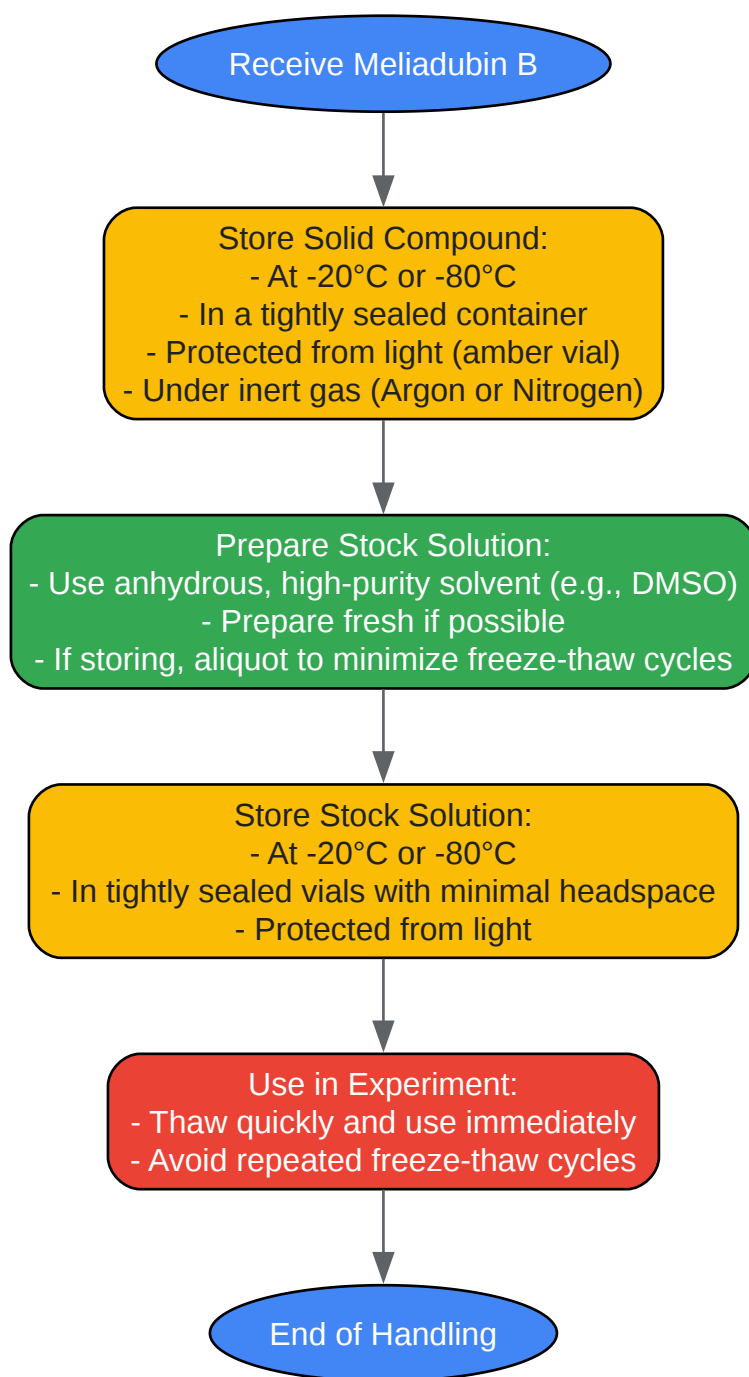 Receive Meliadubin B
Store Solid Compound:
- At -20°C or -80°C
- In a tightly sealed container
- Protected from light (amber vial)
- Under inert gas (Argon or Nitrogen)
Prepare Stock Solution:
- Use anhydrous, high-purity solvent (e.g., DMSO)
- Prepare fresh if possible
- If storing, aliquot to minimize freeze-thaw cycles
Store Stock Solution:
- At -20°C or -80°C
- In tightly sealed vials with minimal headspace
- Protected from light
Use in Experiment:
- Thaw quickly and use immediately
- Avoid repeated freeze-thaw cycles
End of Handling